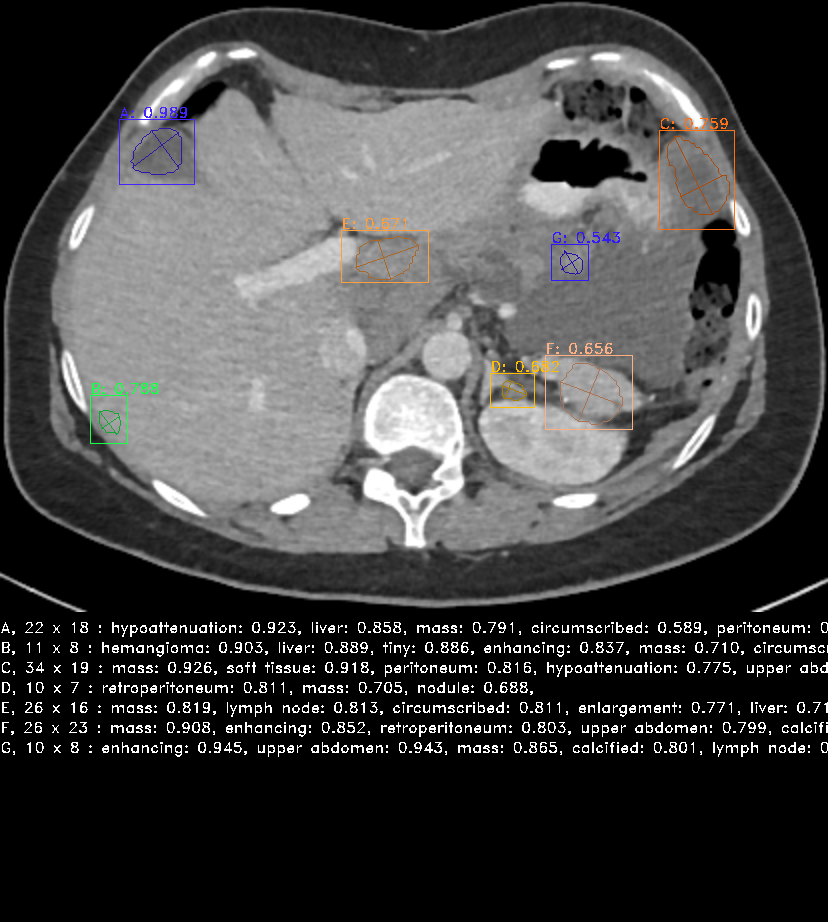 A: 0.989
C: 0.759
E: 0.67
G: 0.543
F: 0.656
D: 0.682
B: 0.788
A, 22 x 18 : hypoattenuation: 0.923, liver: 0.858, mass: 0.791, circumscribed: 0.589, peritoneum: 0
B, 11 x 8 : hemangioma: 0.903, liver: 0.889, tiny: 0.886, enhancing: 0.837, mass: 0.710, circumsc
C, 34 x 19 : mass: 0.926, soft tissue: 0.918, peritoneum: 0.816, hypoattenuation: 0.775, upper abd
D, 10 x 7 : retroperitoneum: 0.811, mass: 0.705, nodule: 0.688,
E, 26 x 16 : mass: 0.819, lymph node: 0.813, circumscribed: 0.811, enlargement: 0.771, liver: 0.71
F, 26 x 23 : mass: 0.908, enhancing: 0.852, retroperitoneum: 0.803, upper abdomen: 0.799, calcifi
G, 10 x 8 : enhancing: 0.945, upper abdomen: 0.943, mass: 0.865, calcified: 0.801, lymph node: 0